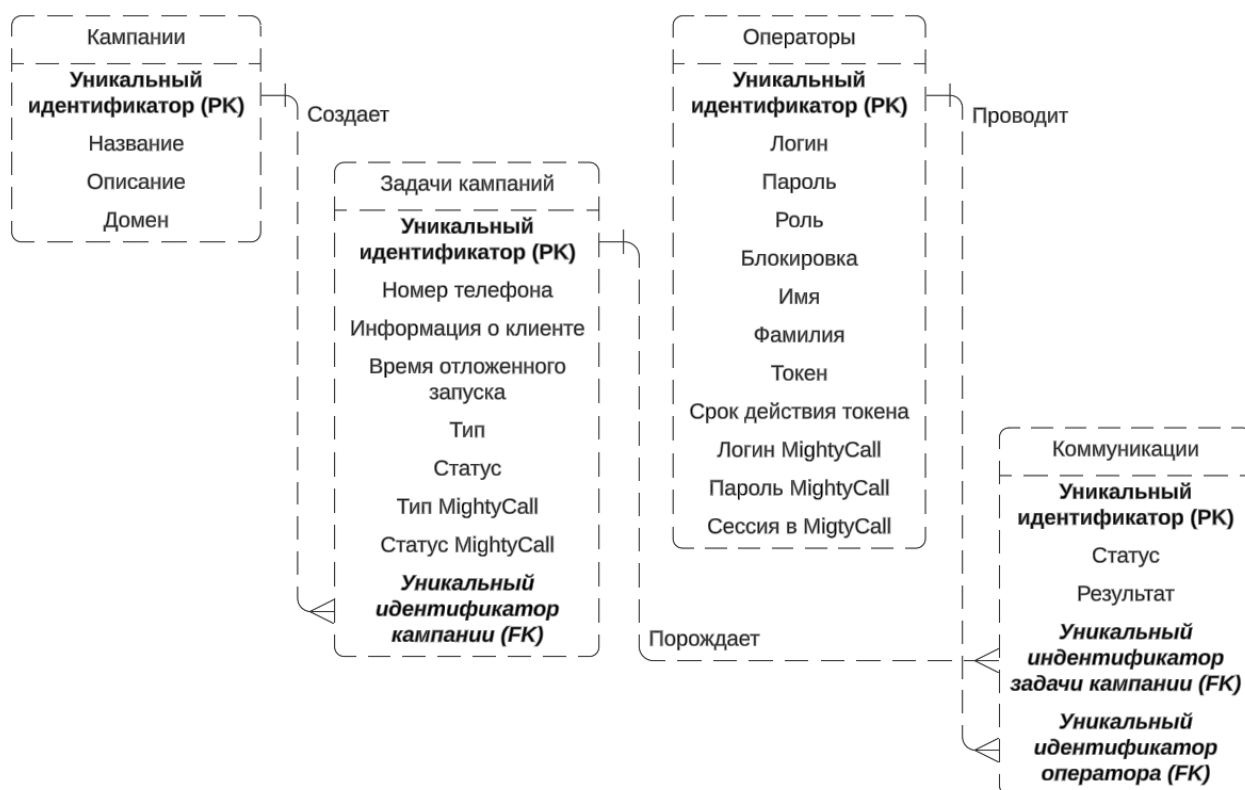 Кампании
Уникальный
идентификатор (PK)
Название
Описание
Домен
Создает
Задачи кампаний
Уникальный
идентификатор (PK)
Номер телефона
Информация о клиенте
Время отложенного
запуска
Тип
Статус
Тип MightyCall
Статус MightyCall
Уникальный
идентификатор
кампании (FK)
Порождает
Операторы
Уникальный
идентификатор (PK)
Логин
Пароль
Роль
Блокировка
Имя
Фамилия
Токен
Срок действия токена
Логин MightyCall
Пароль MightyCall
Сессия в MigtyCall
Проводит
Коммуникации
Уникальный
идентификатор (PK)
Статус
Результат
Уникальный
индентификатор
задачи кампании (FK)
Уникальный
идентификатор
оператора (FK)